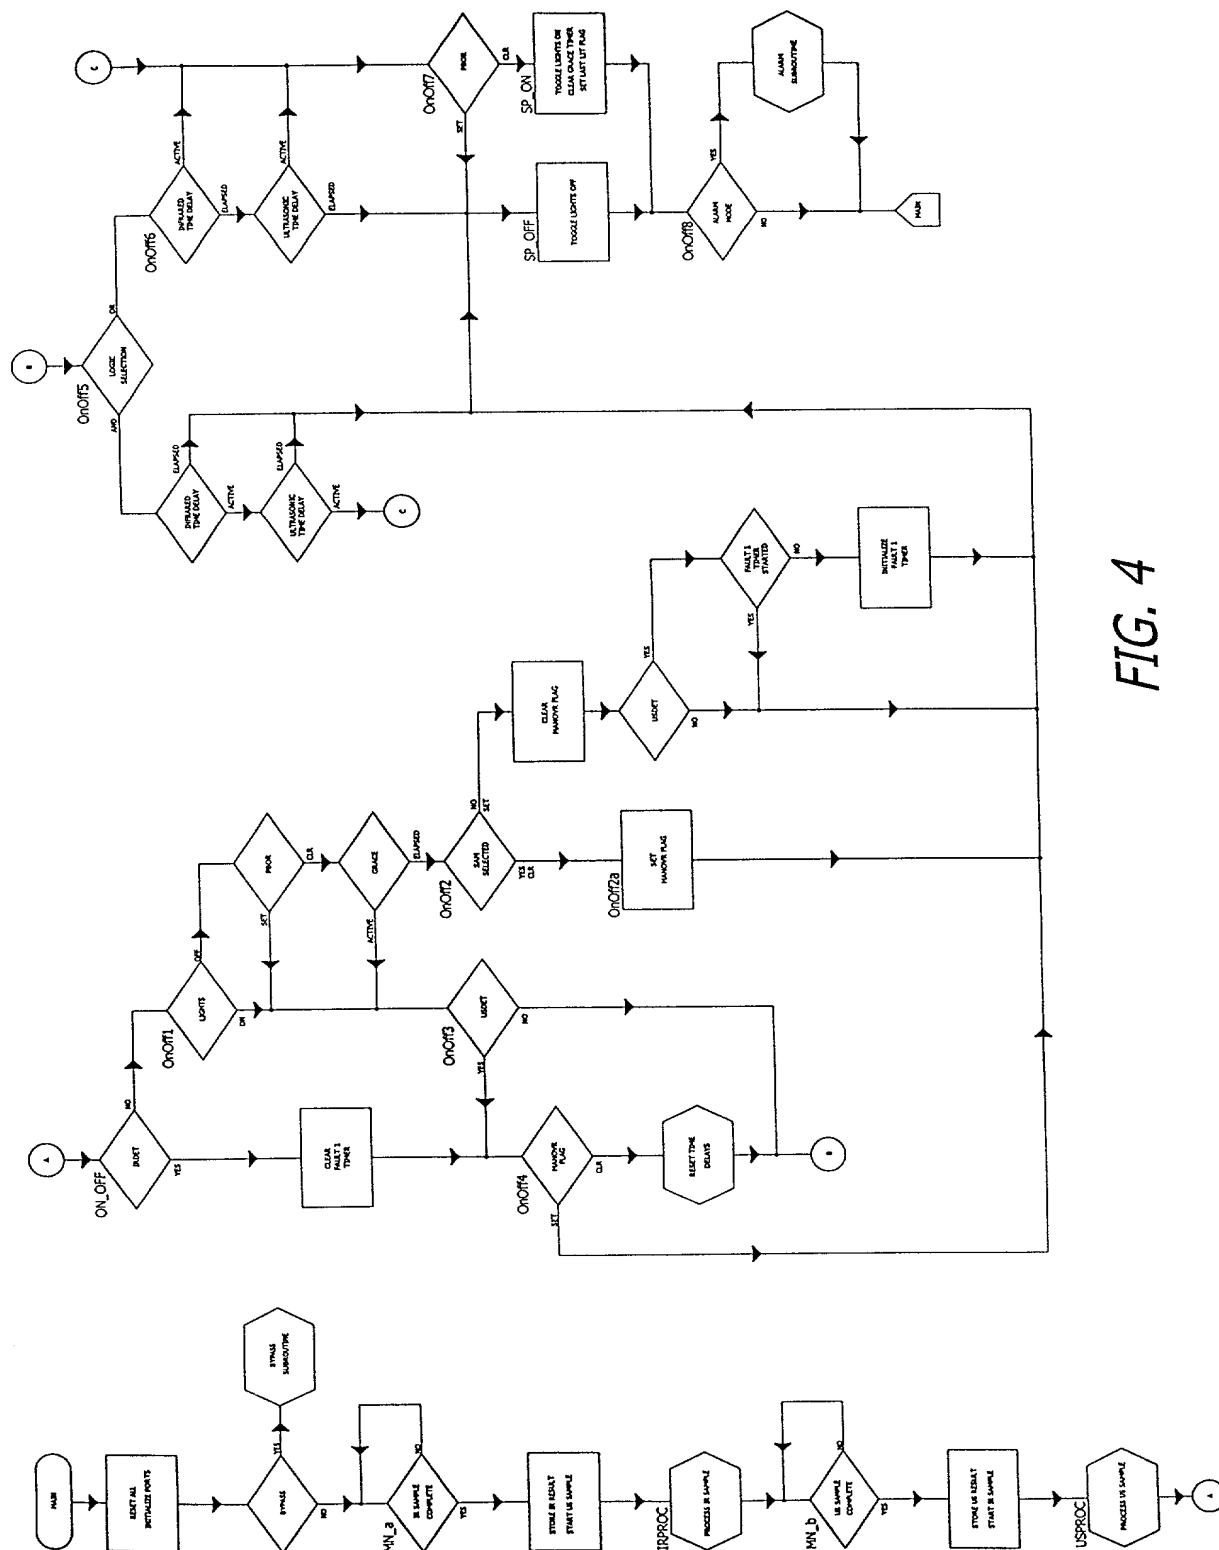 MAIN
RESET ALL
INITIALIZE PORTS
BYPASS
YES
NO
BYPASS
SUBROUTINE
MN_a
IR SAMPLE
COMPLETE
NO
YES
STORE IR RESULT
START US SAMPLE
IRPROC
PROCESS IR SAMPLE
MN_b
US SAMPLE
COMPLETE
NO
YES
STORE US RESULT
START IR SAMPLE
USPROC
PROCESS US SAMPLE
A
A
ON_OFF
IRDET
NO
YES
CLEAR
FAULT 1
TIMER
OnOff1
LIGHTS
OFF
ON
PHOR
SET
CLR
GRACE
ACTIVE
ELAPSED
OnOff2
SAM
SELECTED
NO
SET
YES
CLR
OnOff2a
SET
MANOVR FLAG
CLEAR
MANOVR FLAG
USDET
YES
NO
FAULT 1
TIMER
STARTED
YES
NO
INITIALIZE
FAULT 1
TIMER
OnOff3
USDET
YES
NO
OnOff4
MANOVR
FLAG
SET
CLR
RESET TIME
DELAYS
B
B
OnOff5
LOGIC
SELECTION
AND
OR
INFRARED
TIME DELAY
ELAPSED
ACTIVE
ULTRASONIC
TIME DELAY
ELAPSED
ACTIVE
C
OnOff6
INFRARED
TIME DELAY
ACTIVE
ELAPSED
ULTRASONIC
TIME DELAY
ACTIVE
ELAPSED
C
OnOff7
PHOR
SET
CLR
SP_ON
TOGGLE LIGHTS ON
CLEAR GRACE TIMER
SET LAST LIT FLAG
SP_OFF
TOGGLE LIGHTS OFF
OnOff8
ALARM
MODE
YES
NO
ALARM
SUBROUTINE
MAIN
FIG. 4